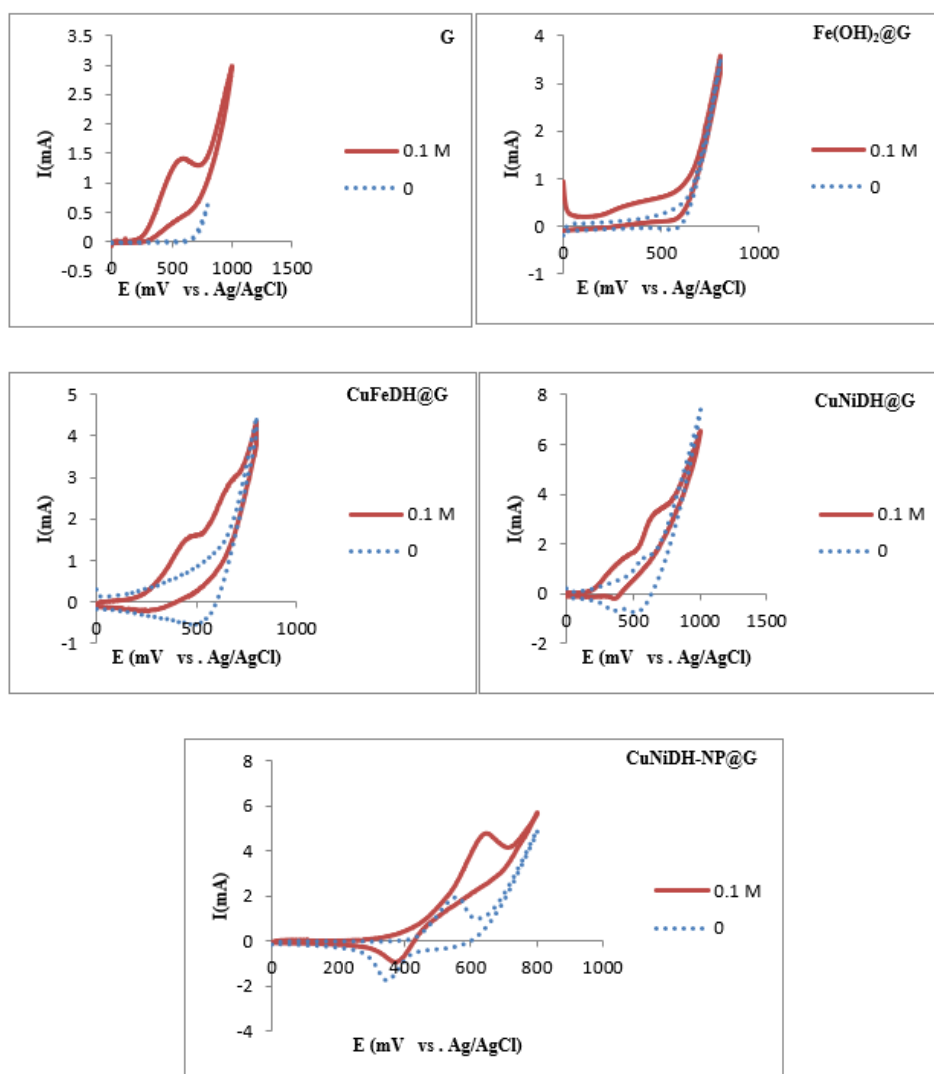 G
3.5
3
2.5
2
1.5
1
0.5
0
-0.5
I(mA)
0 500 1000 1500
E (mV vs . Ag/AgCl)
0.1 M
0
Fe(OH)₂@G
4
3
2
1
0
-1
I(mA)
0 500 1000
E (mV vs . Ag/AgCl)
0.1 M
0
CuFeDH@G
5
4
3
2
1
0
-1
I(mA)
0 500 1000
E (mV vs . Ag/AgCl)
0.1 M
0
CuNiDH@G
8
6
4
2
0
-2
I(mA)
0 500 1000 1500
E (mV vs . Ag/AgCl)
0.1 M
0
CuNiDH-NP@G
8
6
4
2
0
-2
-4
I(mA)
0 200 400 600 800 1000
E (mV vs . Ag/AgCl)
0.1 M
0